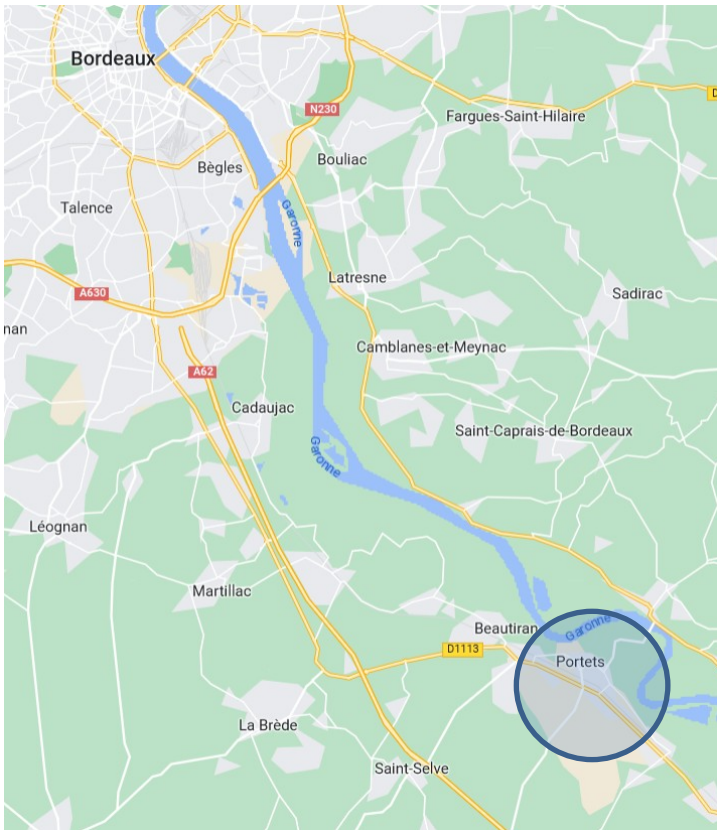 Bordeaux
N230
D
Fargues-Saint-Hilaire
Bouliac
Bègles
Talence
Garonne
Latresne
A630
Sadirac
nan
Camblanes-et-Meynac
A62
Cadaujac
Saint-Caprais-de-Bordeaux
Garonne
Léognan
Martillac
Beautiran
Garonne
D1113
Portets
La Brède
Saint-Selve